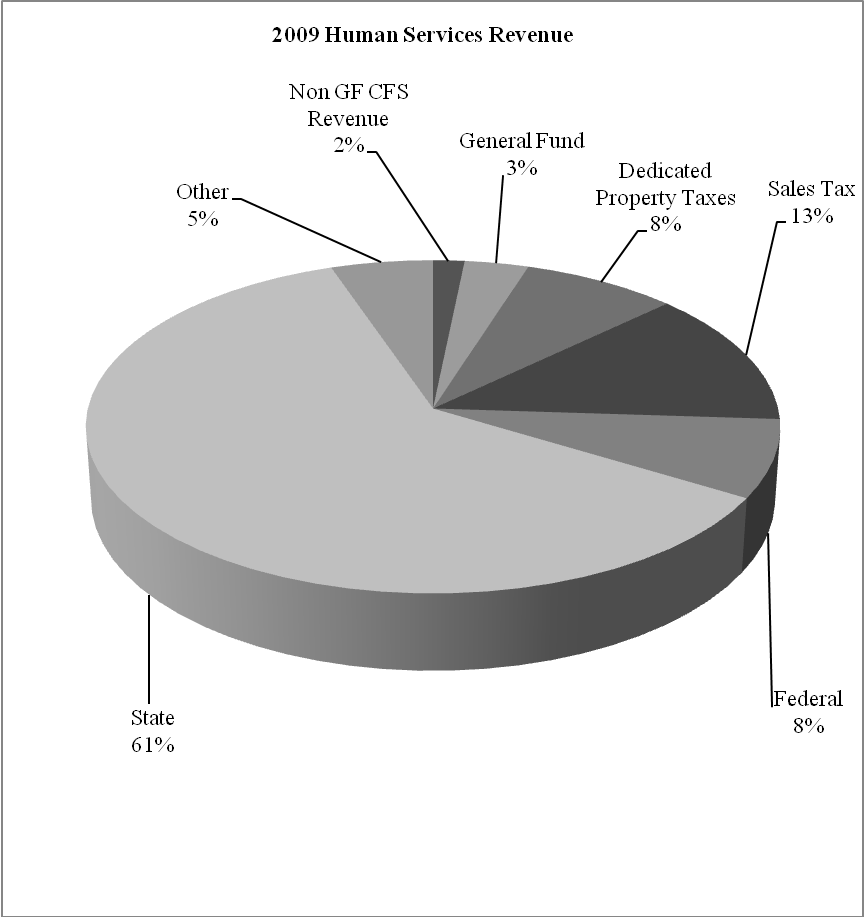 2009 Human Services Revenue
Non GF CFS
Revenue
2%
General Fund
3%
Dedicated
Property Taxes
8%
Sales Tax
13%
Other
5%
Federal
8%
State
61%